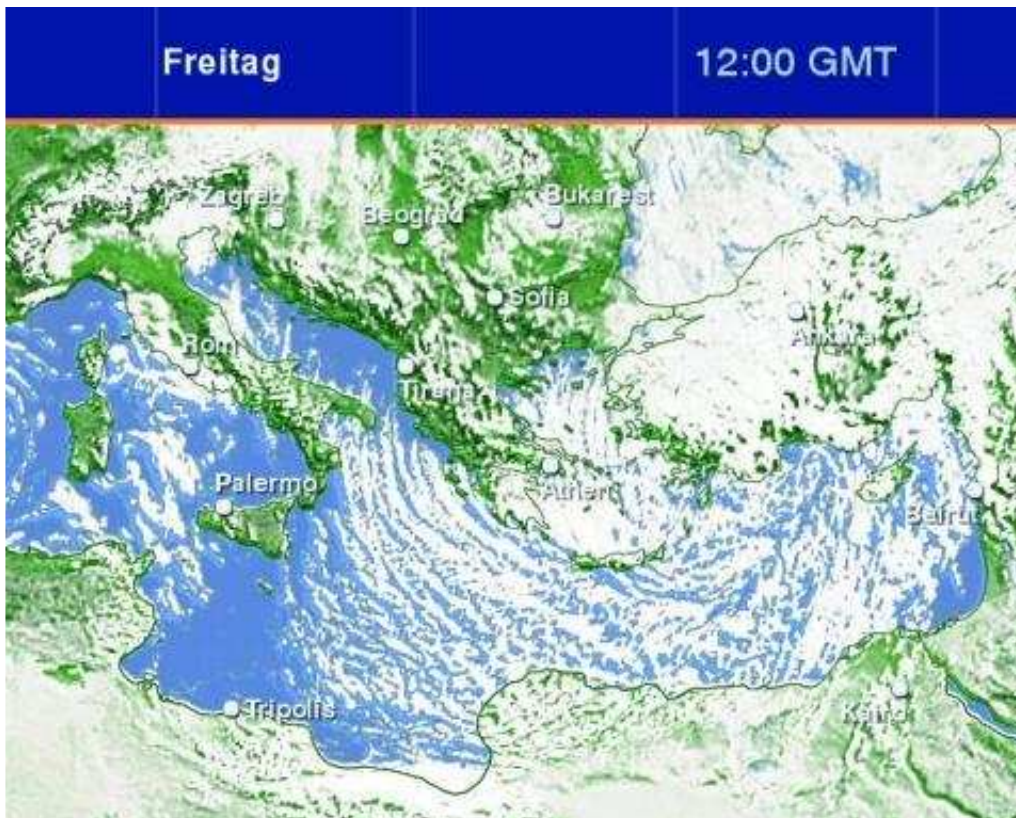 Freitag
12:00 GMT
Zagreb
Beograd
Bukarest
Sofia
Ankara
Rom
Tirana
Palermo
Athen
Beirut
Tripolis
Kairo